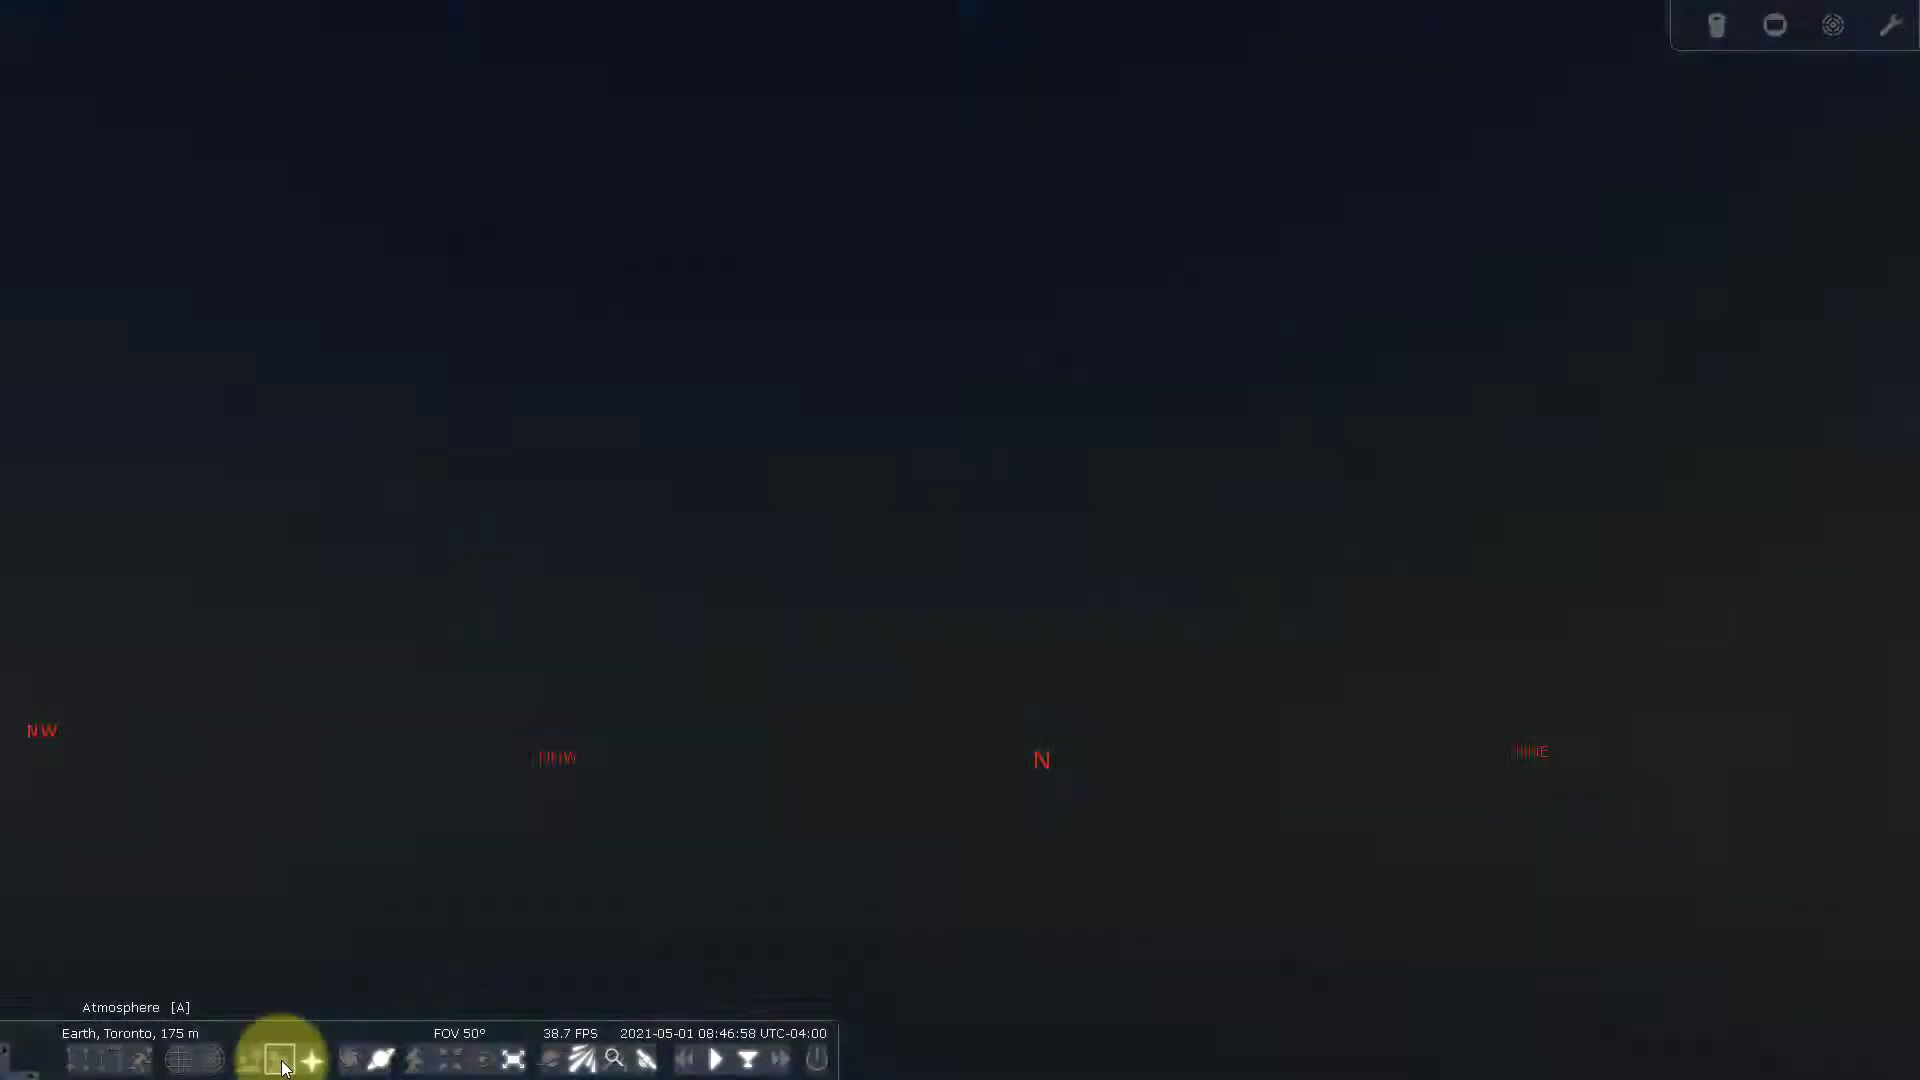 NW
NNW
N
NNE
Atmosphere [A]
Earth, Toronto, 175 m FOV 50° 38.7 FPS 2021-05-01 08:46:58 UTC-04:00